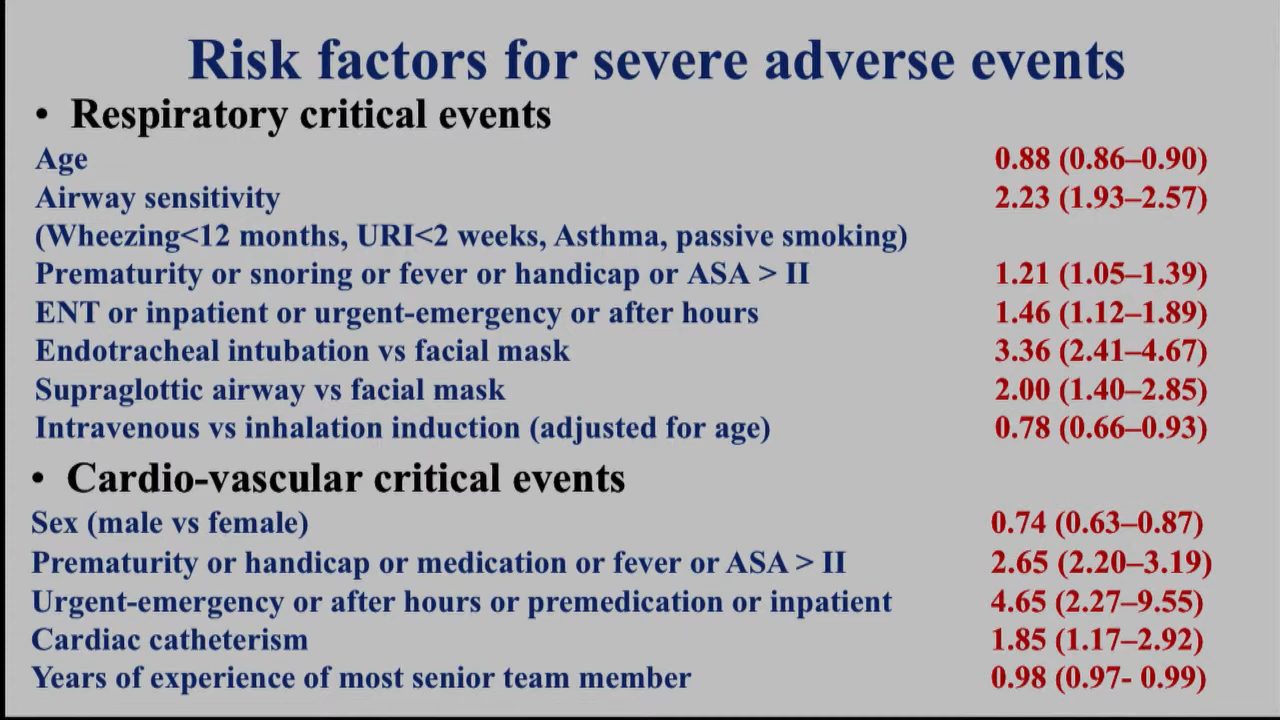 Risk factors for severe adverse events
• Respiratory critical events
Age 0.88 (0.86–0.90)
Airway sensitivity 2.23 (1.93–2.57)
(Wheezing<12 months, URI<2 weeks, Asthma, passive smoking)
Prematurity or snoring or fever or handicap or ASA > II 1.21 (1.05–1.39)
ENT or inpatient or urgent-emergency or after hours 1.46 (1.12–1.89)
Endotracheal intubation vs facial mask 3.36 (2.41–4.67)
Supraglottic airway vs facial mask 2.00 (1.40–2.85)
Intravenous vs inhalation induction (adjusted for age) 0.78 (0.66–0.93)
• Cardio-vascular critical events
Sex (male vs female) 0.74 (0.63–0.87)
Prematurity or handicap or medication or fever or ASA > II 2.65 (2.20–3.19)
Urgent-emergency or after hours or premedication or inpatient 4.65 (2.27–9.55)
Cardiac catheterism 1.85 (1.17–2.92)
Years of experience of most senior team member 0.98 (0.97- 0.99)